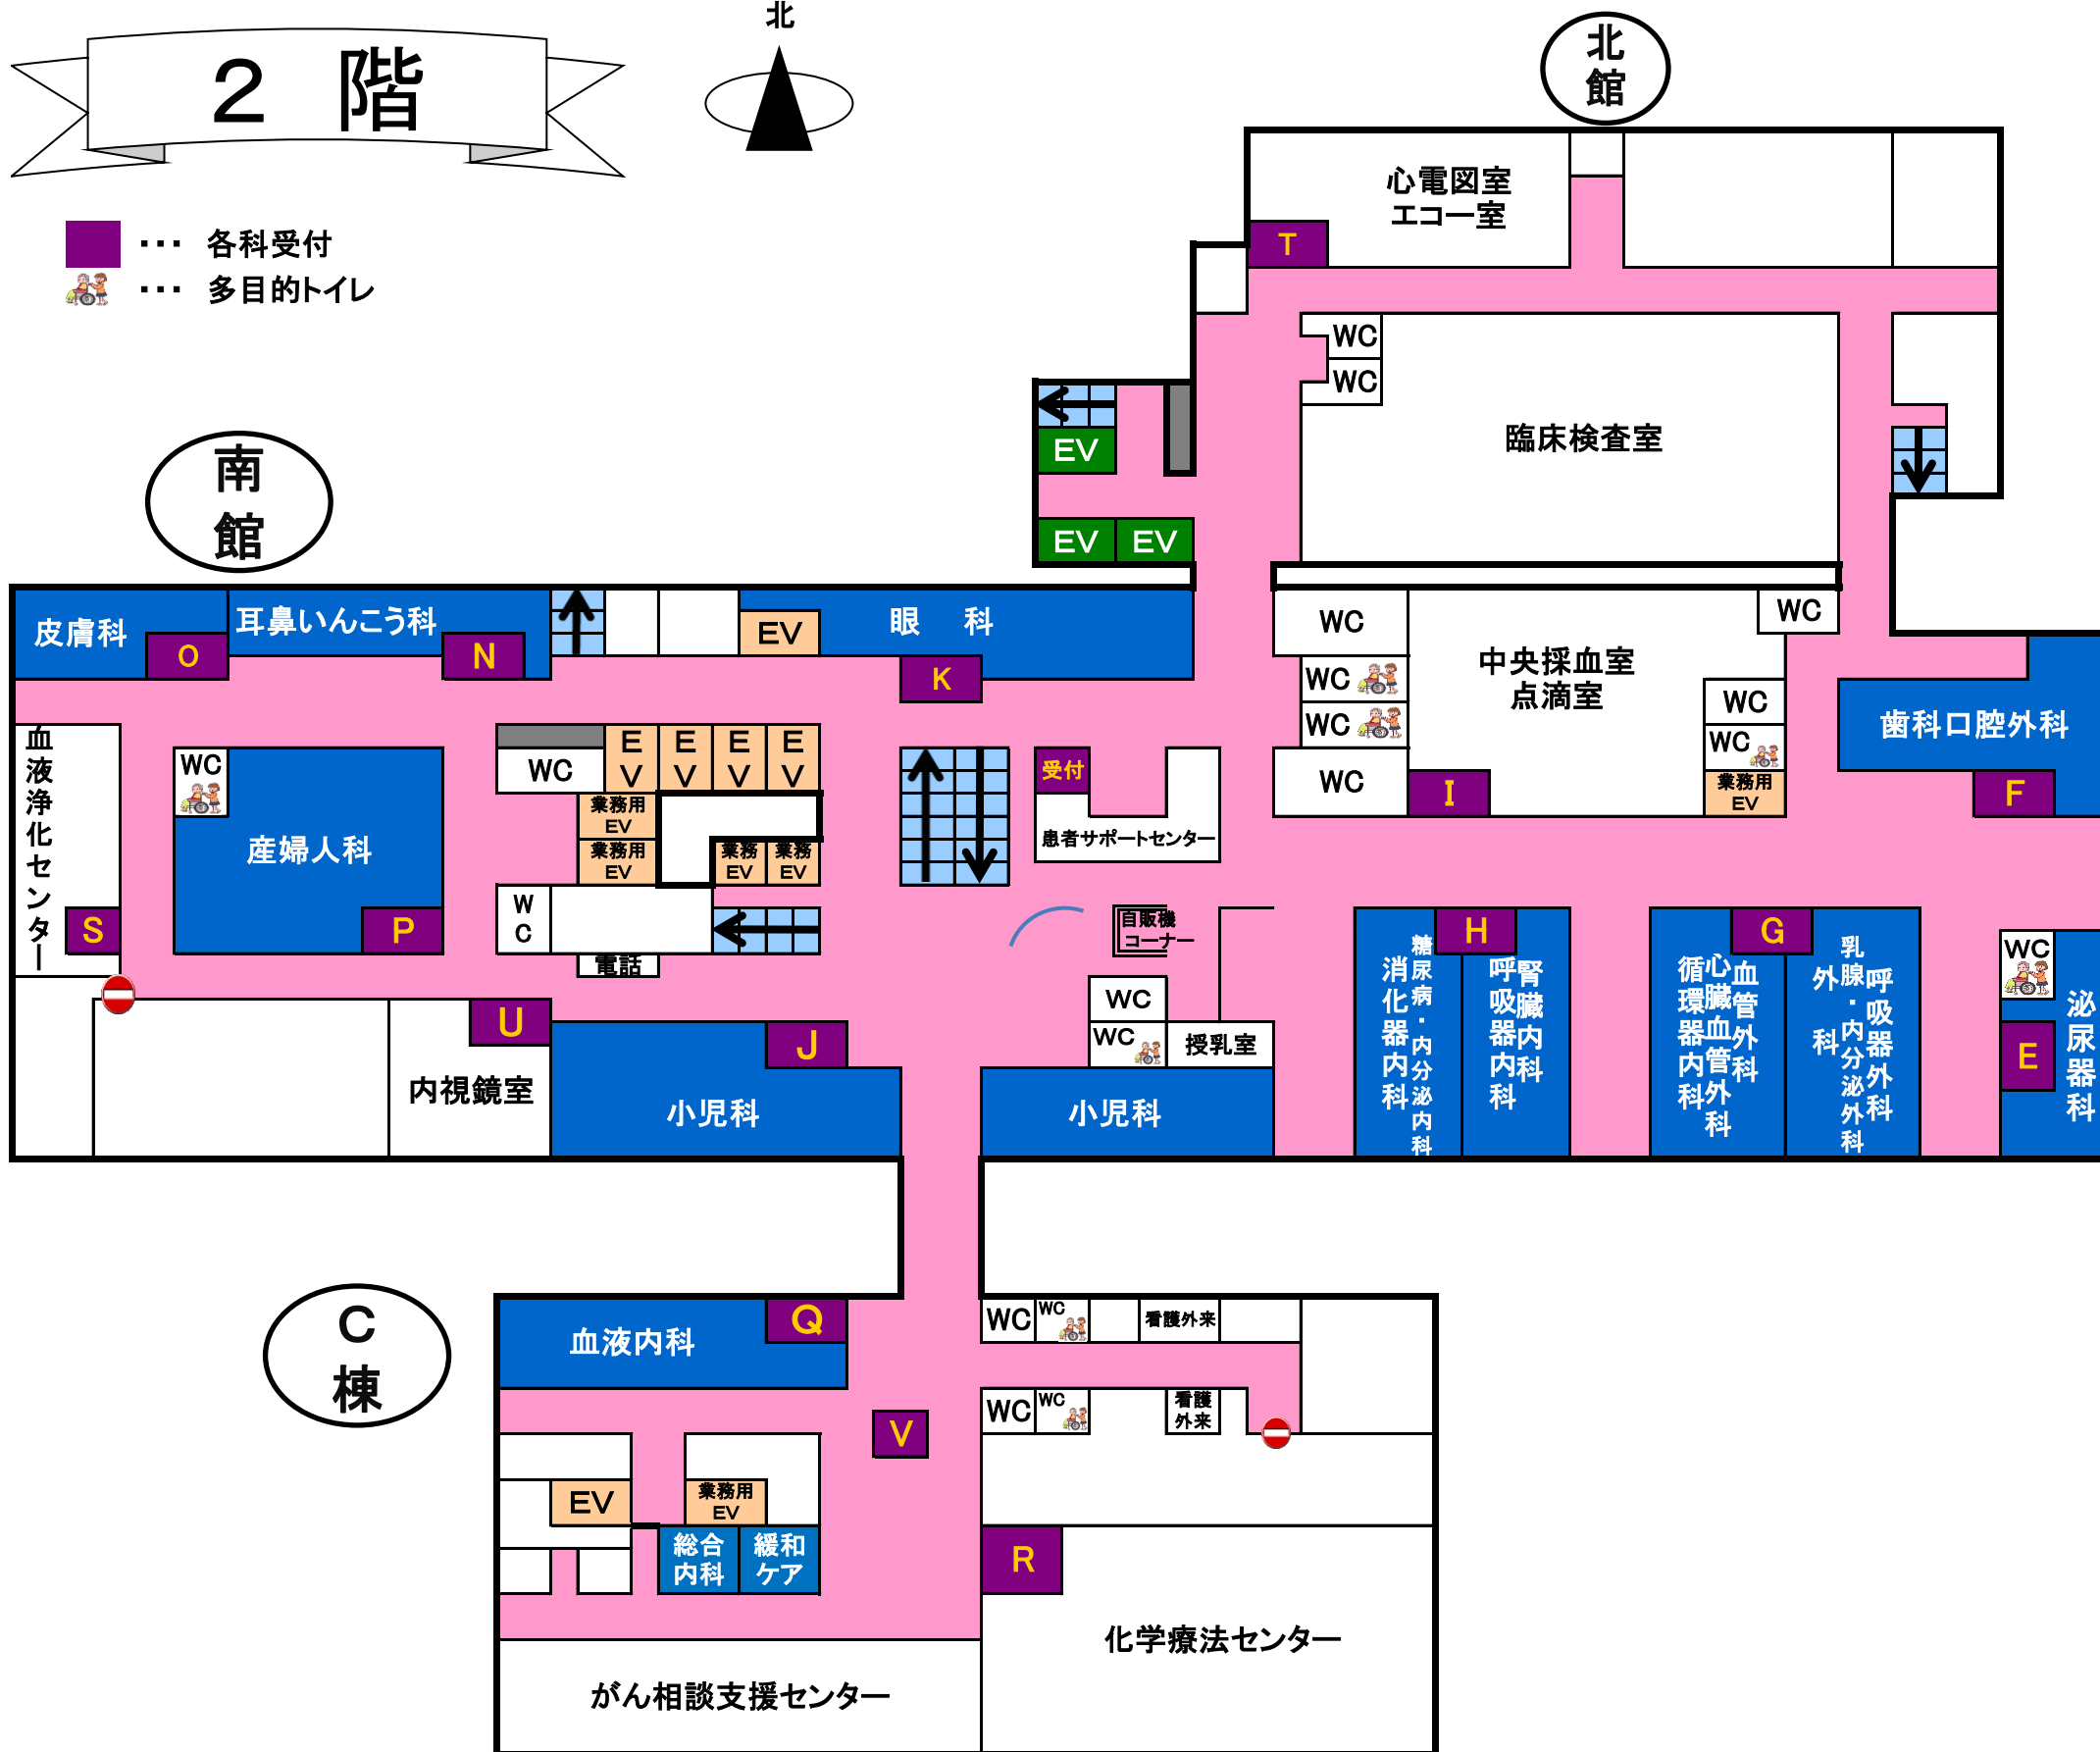 ２ 階
北
北
館
・・・ 各科受付
・・・ 多目的トイレ
心電図室
エコー室
T
WC
WC
臨床検査室
EV
EV
EV
南
館
皮膚科
O
耳鼻いんこう科
N
EV
眼 科
K
WC
WC
WC
WC
中央採血室
点滴室
WC
WC
WC
業務用
EV
I
歯科口腔外科
F
血液浄化センター
S
WC
産婦人科
P
WC
EV
EV
EV
EV
業務用
EV
業務用
EV
業務
EV
業務
EV
WC
電話
受付
患者サポートセンター
自販機
コーナー
WC
WC
授乳室
H
糖尿病・内分泌内科
消化器内科
腎臓内科
呼吸器内科
G
血管外科
心臓血管外科
循環器内科
呼吸器外科
乳腺・内分泌外科
外 科
WC
E
泌尿器科
U
内視鏡室
J
小児科
小児科
C
棟
血液内科
Q
WC
WC
看護外来
WC
WC
看護
外来
V
EV
業務用
EV
総合
内科
緩和
ケア
R
化学療法センター
がん相談支援センター